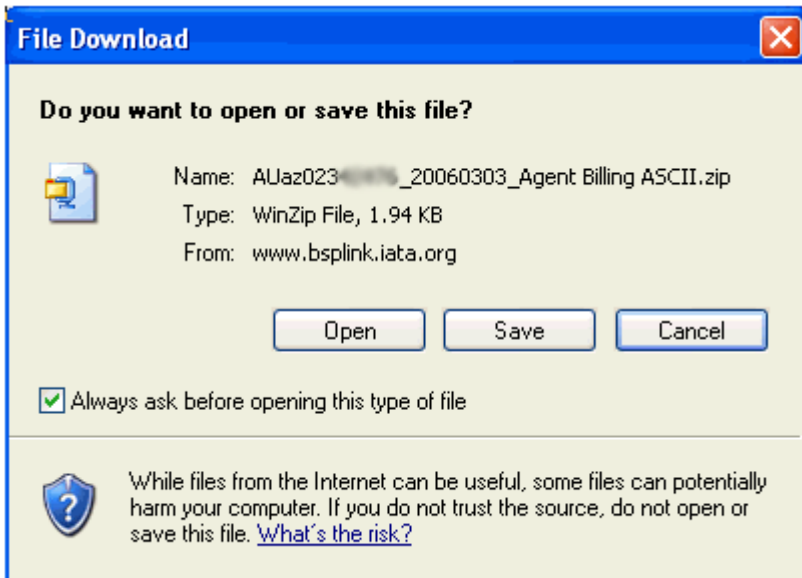 File Download
Do you want to open or save this file?
Name: AUaz023 _20060303_Agent Billing ASCII.zip
Type: WinZip File, 1.94 KB
From: www.bsplink.iata.org
Open Save Cancel
Always ask before opening this type of file
While files from the Internet can be useful, some files can potentially
harm your computer. If you do not trust the source, do not open or
save this file. What´s the risk?